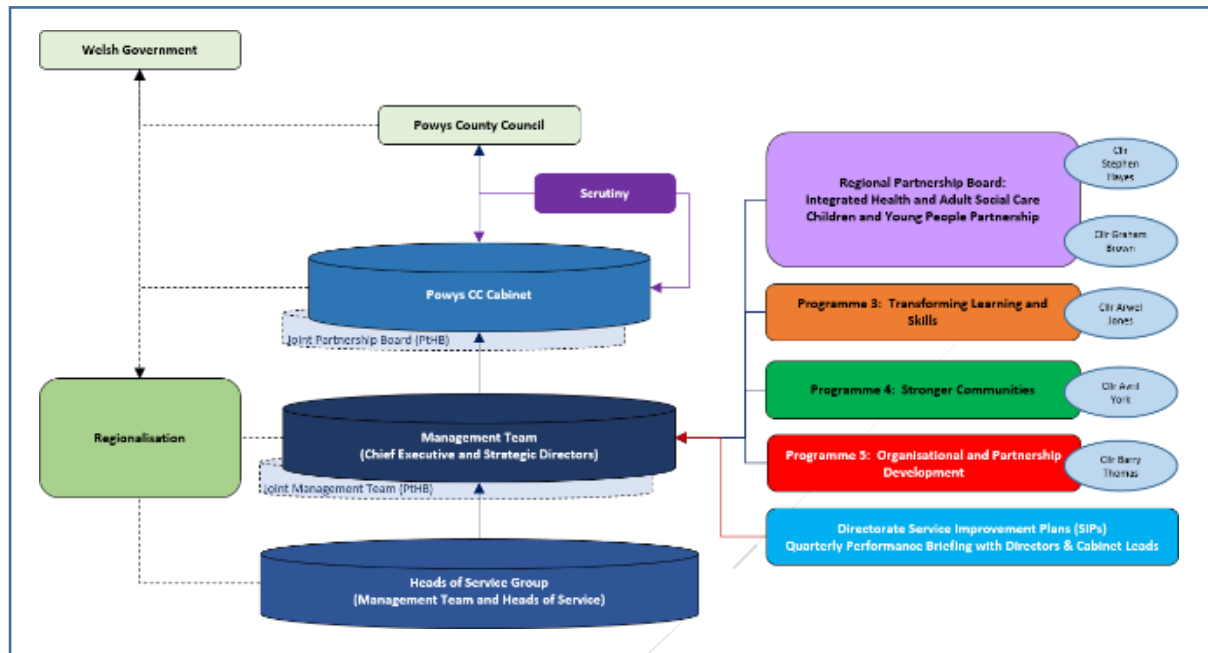 Welsh Government
Powys County Council
Scrutiny
Powys CC Cabinet
Joint Partnership Board (PtHB)
Regionalisation
Management Team
(Chief Executive and Strategic Directors)
Joint Management Team (PtHB)
Heads of Service Group
(Management Team and Heads of Service)
Regional Partnership Board:
Integrated Health and Adult Social Care
Children and Young People Partnership
Cllr
Stephen
Hayes
Cllr Graham
Brown
Programme 3: Transforming Learning and
Skills
Cllr Arwel
Jones
Programme 4: Stronger Communities
Cllr Avril
York
Programme 5: Organisational and Partnership
Development
Cllr Barry
Thomas
Directorate Service Improvement Plans (SIPs)
Quarterly Performance Briefing with Directors & Cabinet Leads